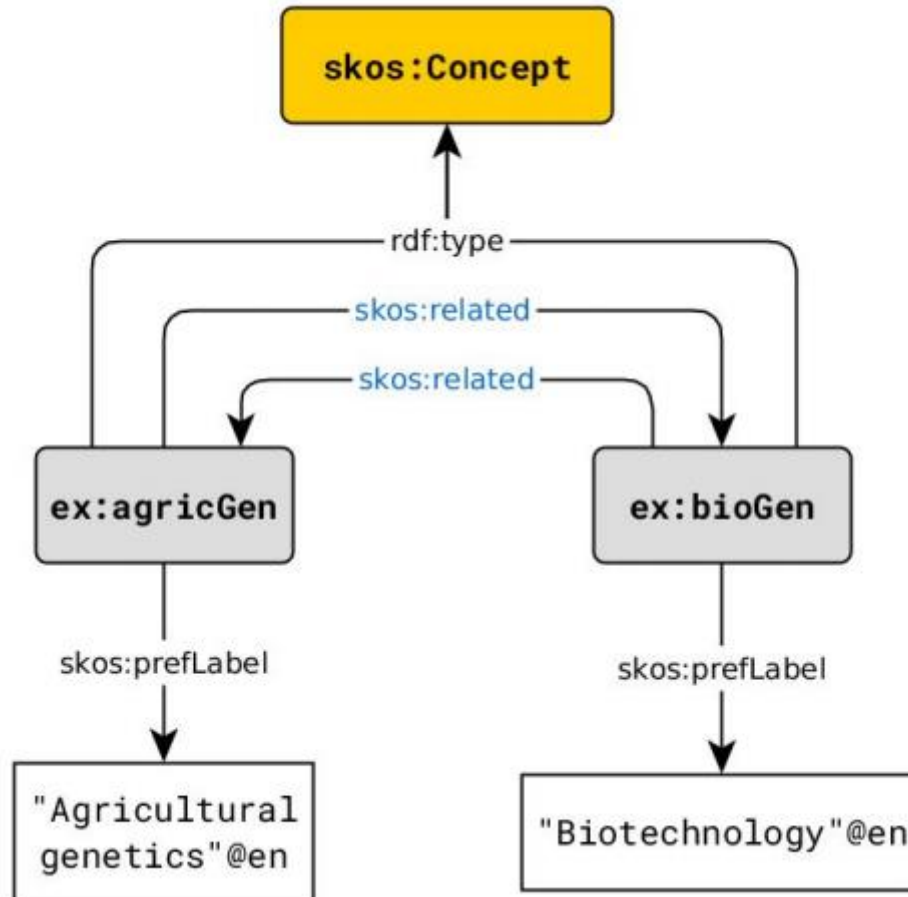 skos:Concept
rdf:type
skos:related
skos:related
ex:agricGen
ex:bioGen
skos:prefLabel
skos:prefLabel
"Agricultural
genetics"@en
"Biotechnology"@en